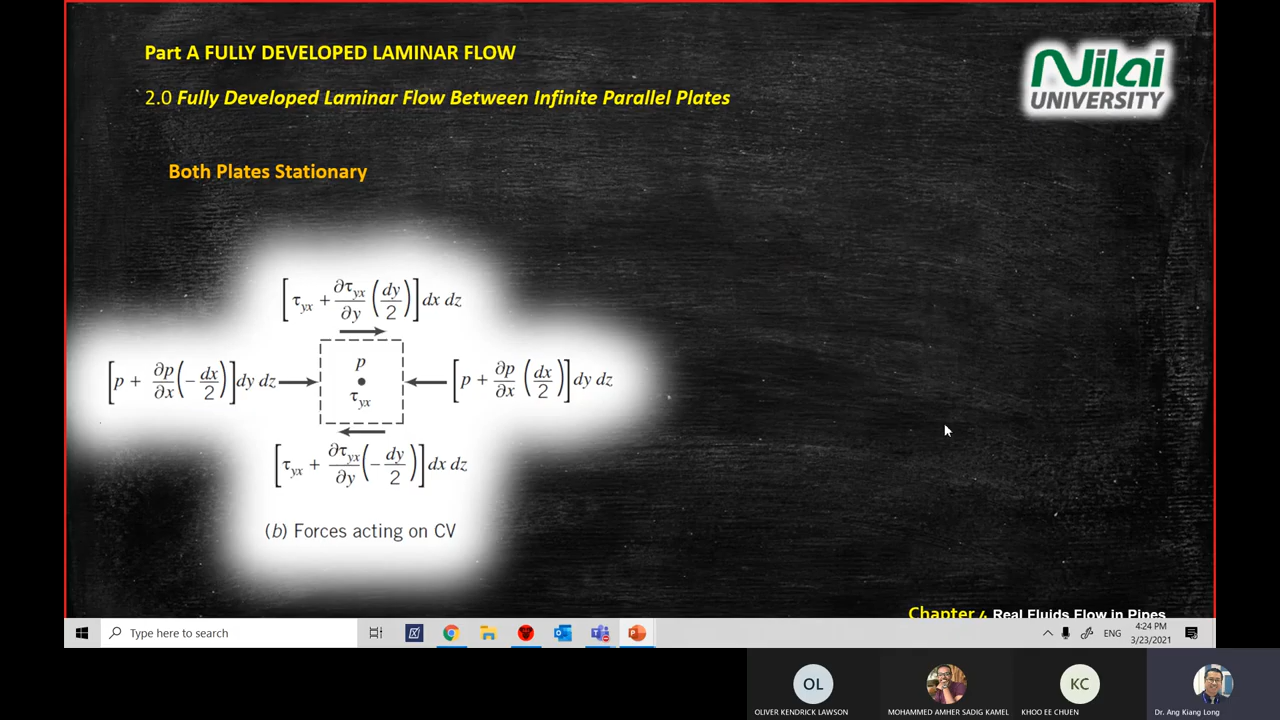 Part A FULLY DEVELOPED LAMINAR FLOW
2.0 Fully Developed Laminar Flow Between Infinite Parallel Plates
Nilai
UNIVERSITY
Both Plates Stationary
[τyx + ∂τyx/∂y (dy/2)] dx dz
[p + ∂p/∂x (−dx/2)] dy dz
p
τyx
[p + ∂p/∂x (dx/2)] dy dz
[τyx + ∂τyx/∂y (−dy/2)] dx dz
(b) Forces acting on CV
Chapter 4 Real Fluids Flow in Pipes
Type here to search
ENG
4:24 PM
3/23/2021
OL
KC
OLIVER KENDRICK LAWSON
MOHAMMED AMHER SADIG KAMEL
KHOO EE CHUEN
Dr. Ang Kiang Long